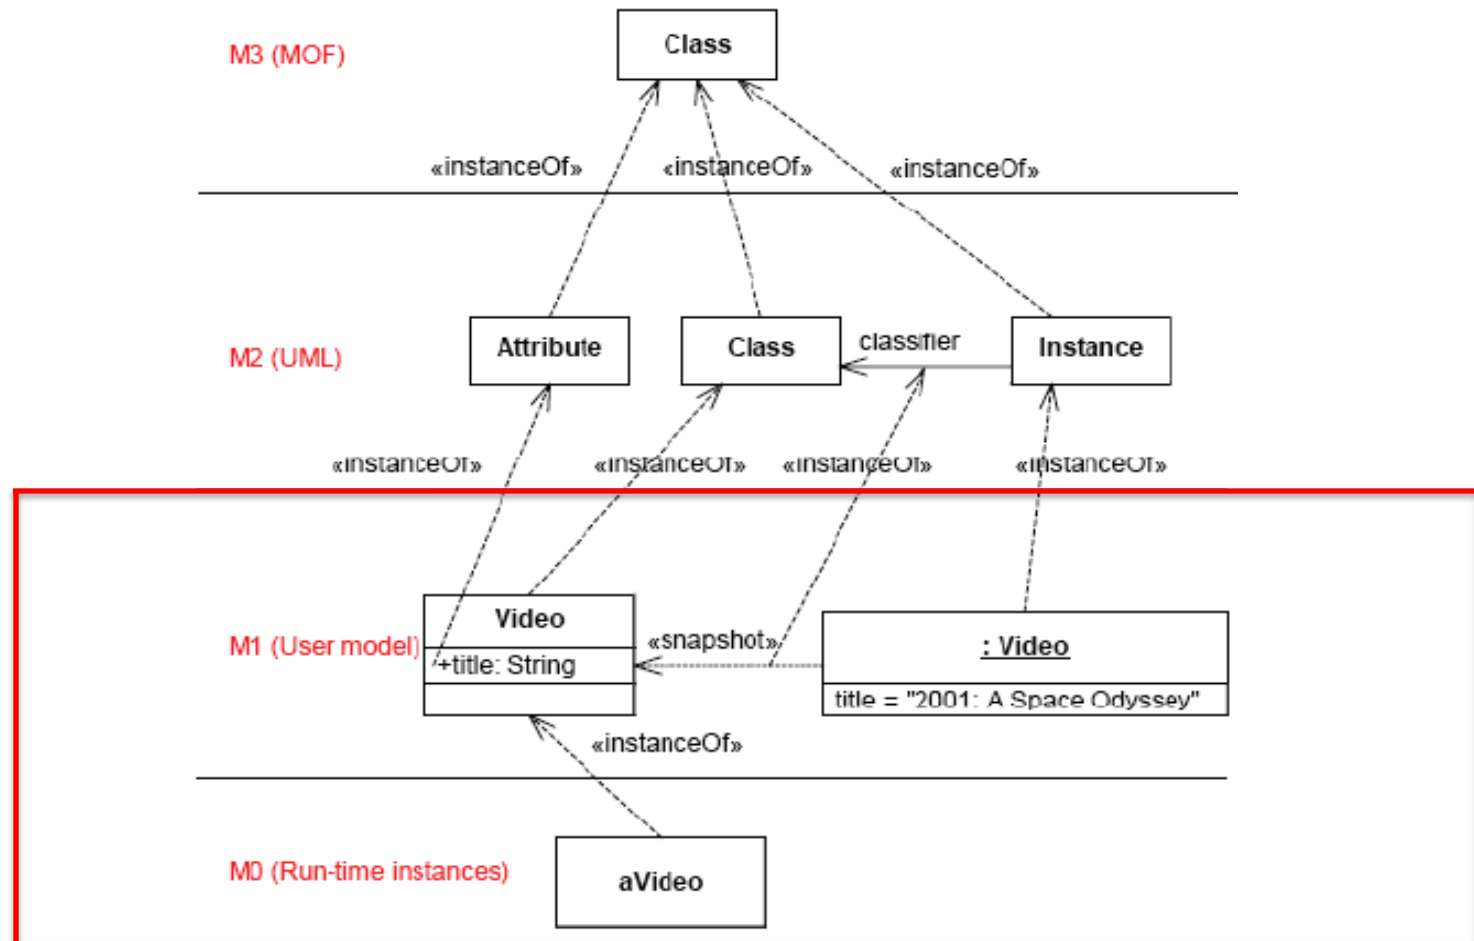 M3 (MOF)
Class
«instanceOf»
«instanceOf»
«instanceOf»
M2 (UML)
Attribute
Class
classifier
Instance
«instanceOf»
«instanceOf»
«instanceOf»
«instanceOf»
M1 (User model)
Video
+title: String
«snapshot»
: Video
title = "2001: A Space Odyssey"
«instanceOf»
M0 (Run-time instances)
aVideo